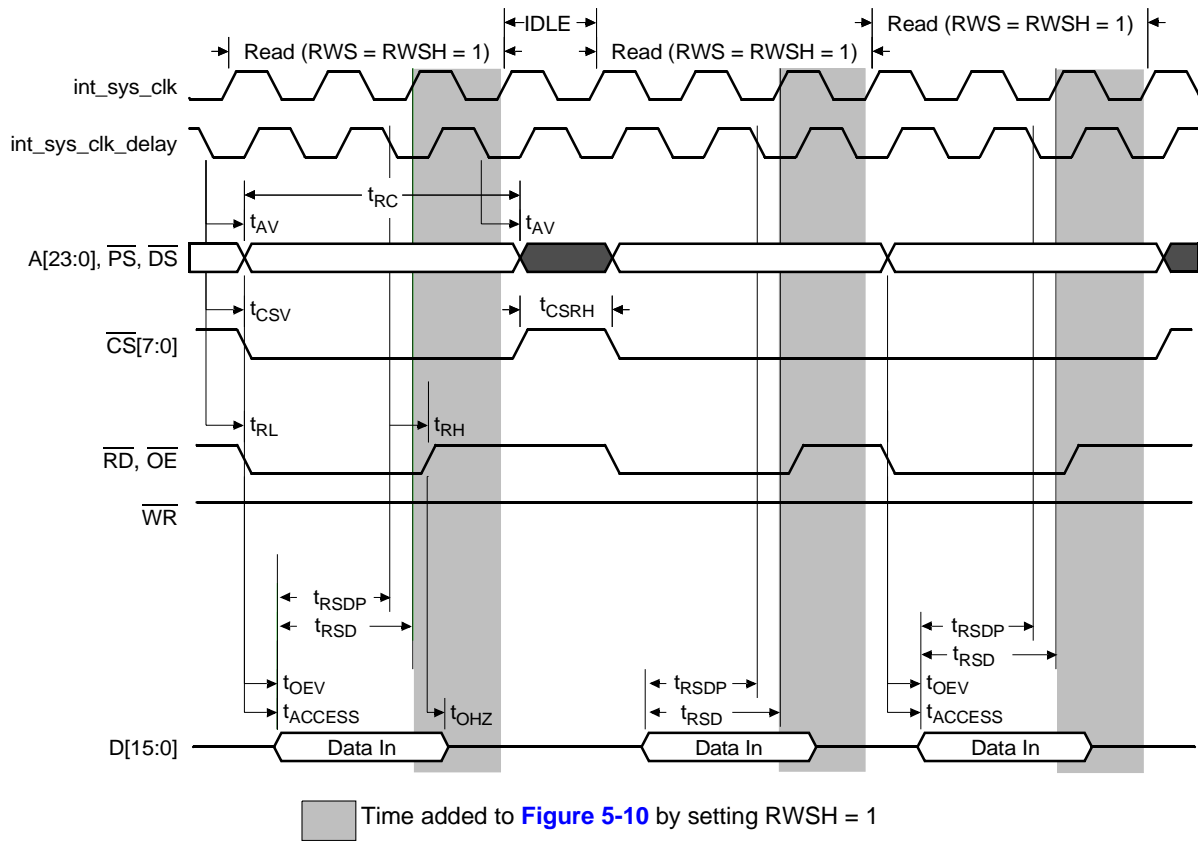 IDLE
Read (RWS = RWSH = 1)
Read (RWS = RWSH = 1)
Read (RWS = RWSH = 1)
int_sys_clk
int_sys_clk_delay
tRC
tAV
tAV
A[23:0], PS, DS
tCSV
tCSRH
CS[7:0]
tRL
tRH
RD, OE
WR
tRSDP
tRSD
tRSDP
tRSD
tOEV
tACCESS
tOHZ
tRSDP
tRSD
tOEV
tACCESS
D[15:0]
Data In
Data In
Data In
Time added to Figure 5-10 by setting RWSH = 1